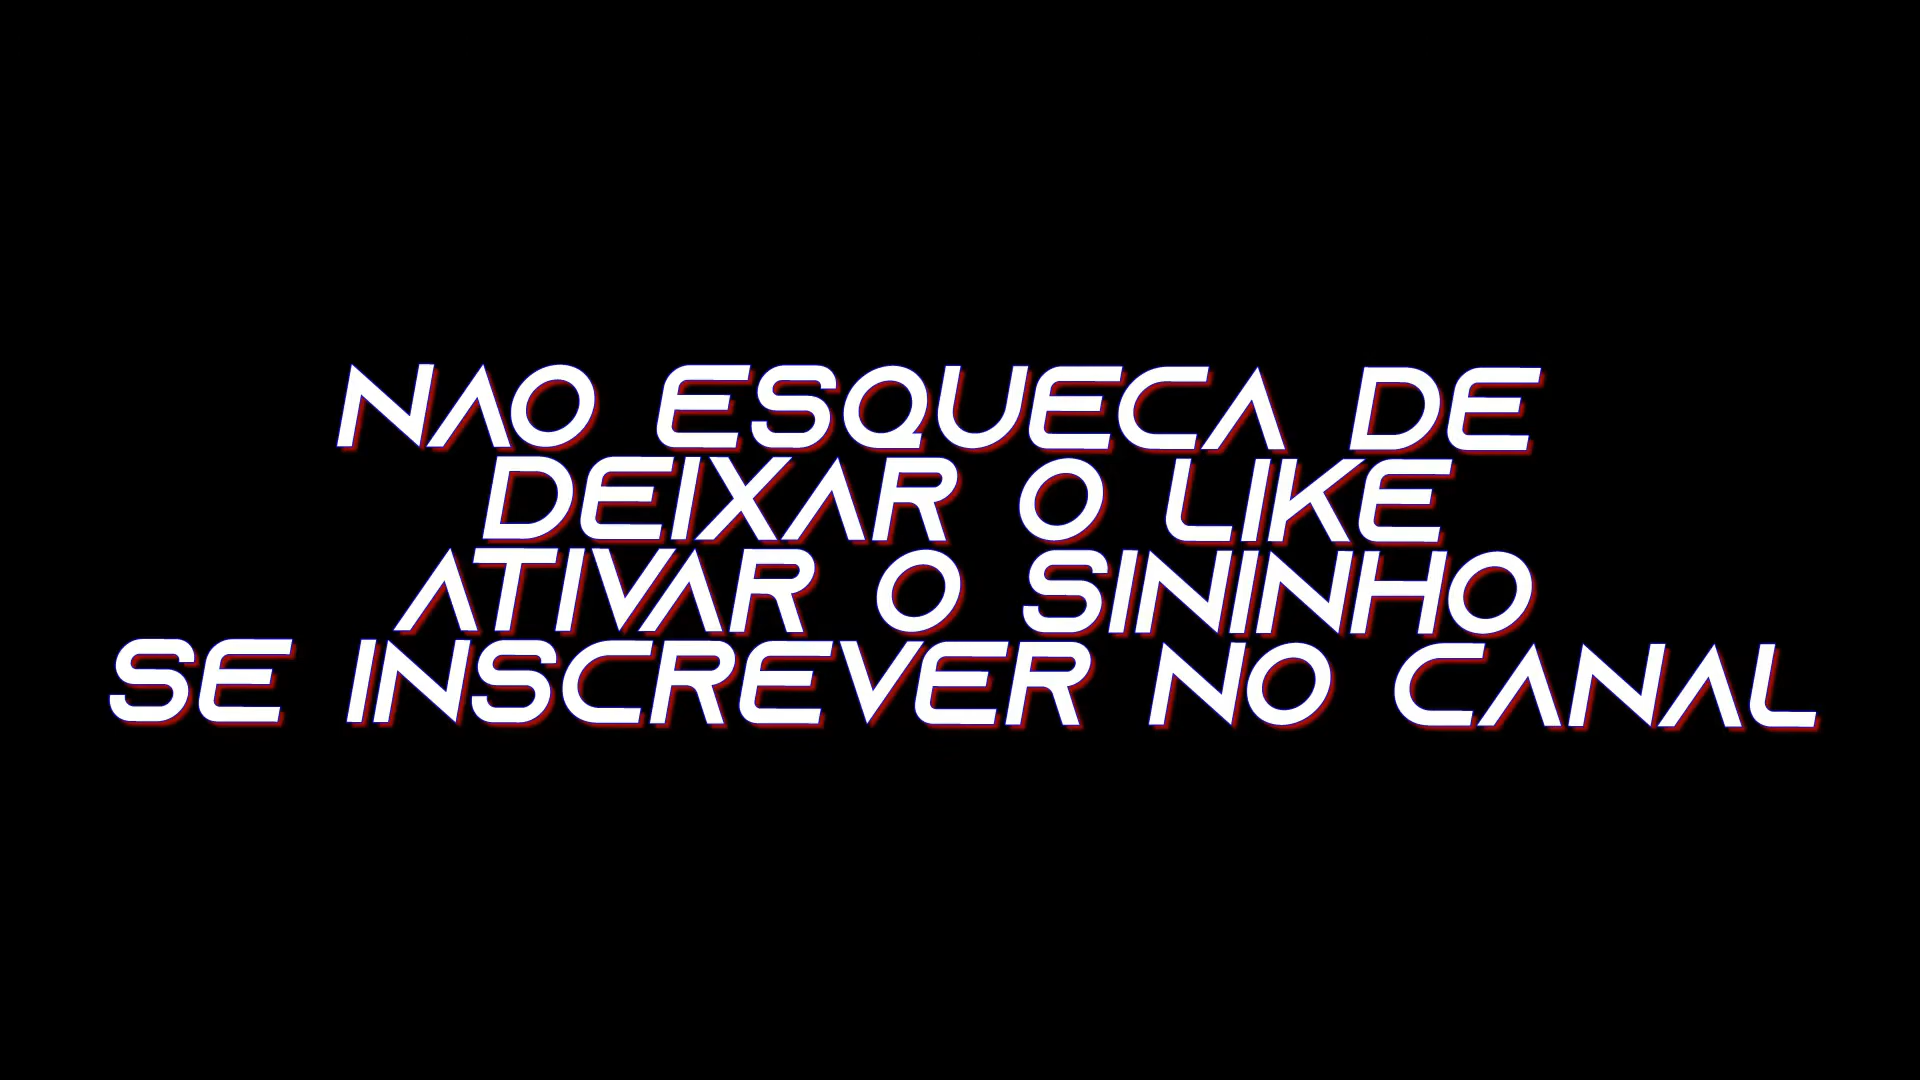 NAO ESQUECA DE
DEIXAR O LIKE
ATIVAR O SININHO
SE INSCREVER NO CANAL